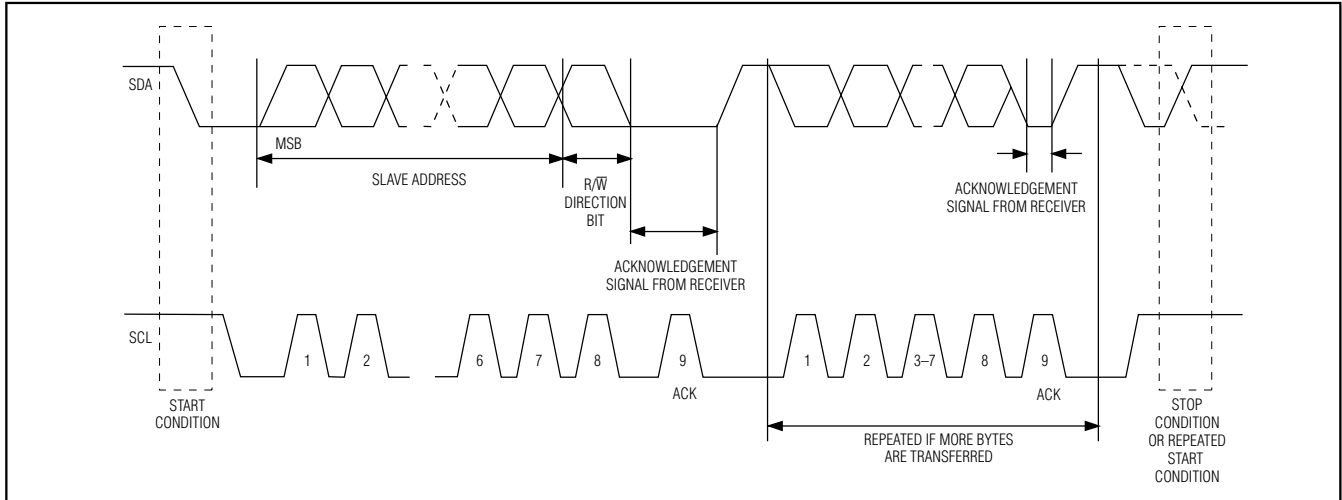 SDA
MSB
SLAVE ADDRESS
R/W̅
DIRECTION
BIT
ACKNOWLEDGEMENT
SIGNAL FROM RECEIVER
ACKNOWLEDGEMENT
SIGNAL FROM RECEIVER
SCL
1 2 6 7 8 9 1 2 3–7 8 9
ACK ACK
START
CONDITION
REPEATED IF MORE BYTES
ARE TRANSFERRED
STOP
CONDITION
OR REPEATED
START
CONDITION